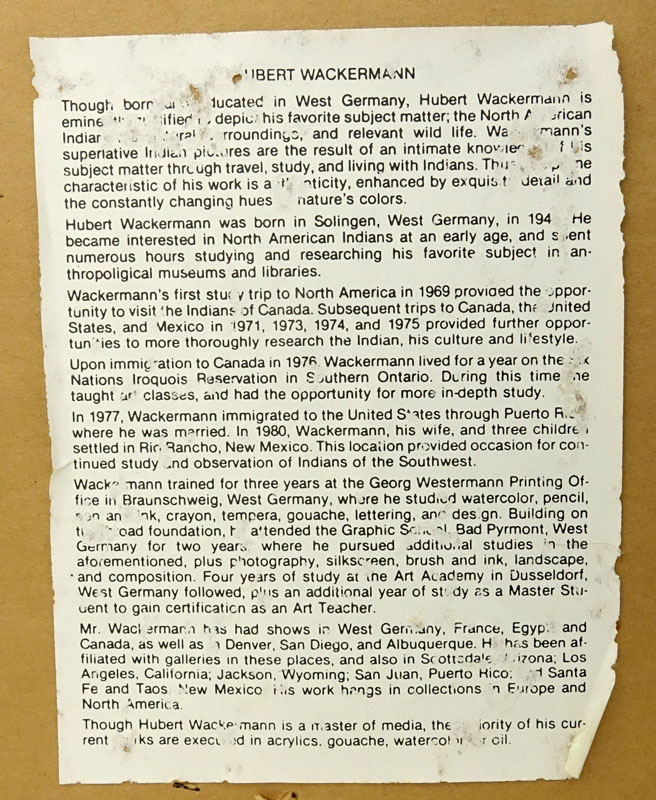 HUBERT WACKERMANN
Though born and educated in West Germany, Hubert Wackermann is
eminently qualified to depict his favorite subject matter; the North American
Indian surroundings, and relevant wild life. Wackermann's
superlative Indian pictures are the result of an intimate knowledge of his
subject matter through travel, study, and living with Indians. Thus
characteristic of his work is authenticity, enhanced by exquisite detail and
the constantly changing hues nature's colors.
Hubert Wackermann was born in Solingen, West Germany, in 194 He
became interested in North American Indians at an early age, and spent
numerous hours studying and researching his favorite subject in an-
thropoligical museums and libraries.
Wackermann's first study trip to North America in 1969 provided the oppor-
tunity to visit the Indians of Canada. Subsequent trips to Canada, the United
States, and Mexico in 1971, 1973, 1974, and 1975 provided further oppor-
tunities to more thoroughly research the Indian, his culture and lifestyle.
Upon immigration to Canada in 1976, Wackermann lived for a year on the Six
Nations Iroquois Reservation in Southern Ontario. During this time he
taught art classes, and had the opportunity for more in-depth study.
In 1977, Wackermann immigrated to the United States through Puerto Rico
where he was married. In 1980, Wackermann, his wife, and three children
settled in Rio Rancho, New Mexico. This location provided occasion for con-
tinued study and observation of Indians of the Southwest.
Wackermann trained for three years at the Georg Westermann Printing Of-
fice in Braunschweig, West Germany, where he studied watercolor, pencil,
pen and ink, crayon, tempera, gouache, lettering, and design. Building on
this broad foundation, he attended the Graphic School, Bad Pyrmont, West
Germany for two years, where he pursued additional studies in the
aforementioned, plus photography, silkscreen, brush and ink, landscape,
and composition. Four years of study at the Art Academy in Dusseldorf,
West Germany followed, plus an additional year of study as a Master Stu-
dent to gain certification as an Art Teacher.
Mr. Wackermann has had shows in West Germany, France, Egypt and
Canada, as well as in Denver, San Diego, and Albuquerque. He has been af-
filiated with galleries in these places, and also in Scottsdale, Arizona; Los
Angeles, California; Jackson, Wyoming; San Juan, Puerto Rico; and Santa
Fe and Taos, New Mexico. His work hangs in collections in Europe and
North America.
Though Hubert Wackermann is a master of media, the majority of his cur-
rent works are executed in acrylics, gouache, watercolor or oil.